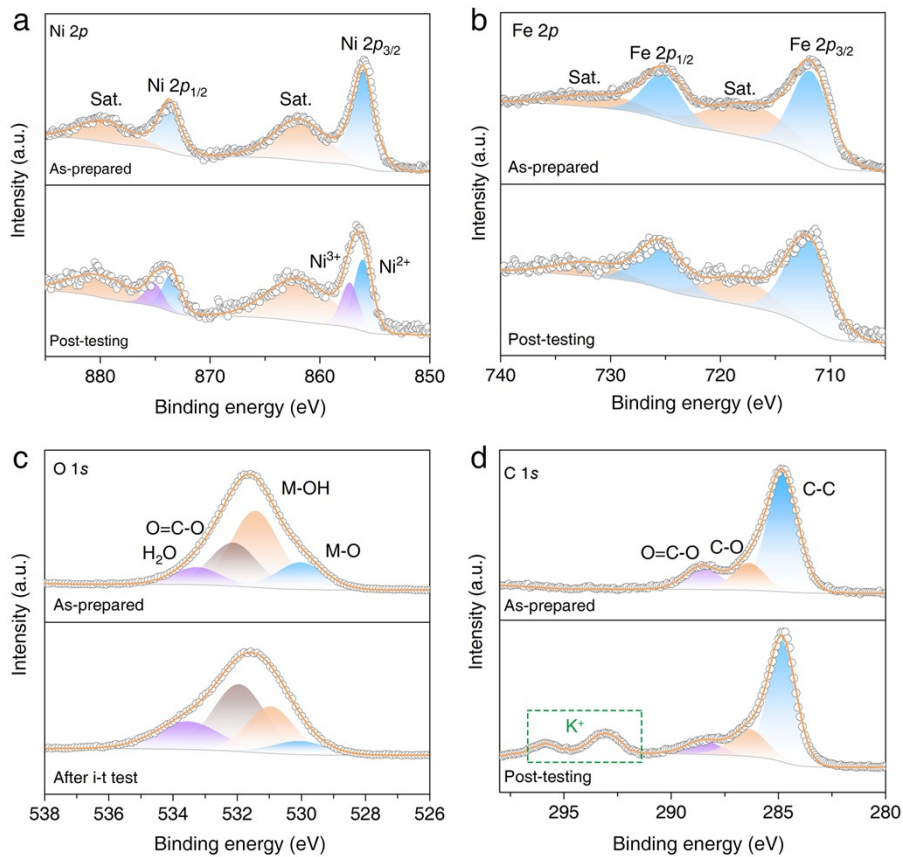 a
Ni 2p
Sat.
Ni 2p1/2
Sat.
Ni 2p3/2
As-prepared
Ni3+
Ni2+
Post-testing
Intensity (a.u.)
880
870
860
850
Binding energy (eV)
b
Fe 2p
Fe 2p1/2
Sat.
Fe 2p3/2
Sat.
As-prepared
Post-testing
Intensity (a.u.)
740
730
720
710
Binding energy (eV)
c
O 1s
M-OH
O=C-O
H2O
M-O
As-prepared
After i-t test
Intensity (a.u.)
538
536
534
532
530
528
526
Binding energy (eV)
d
C 1s
C-C
O=C-O
C-O
As-prepared
K+
Post-testing
Intensity (a.u.)
295
290
285
280
Binding energy (eV)